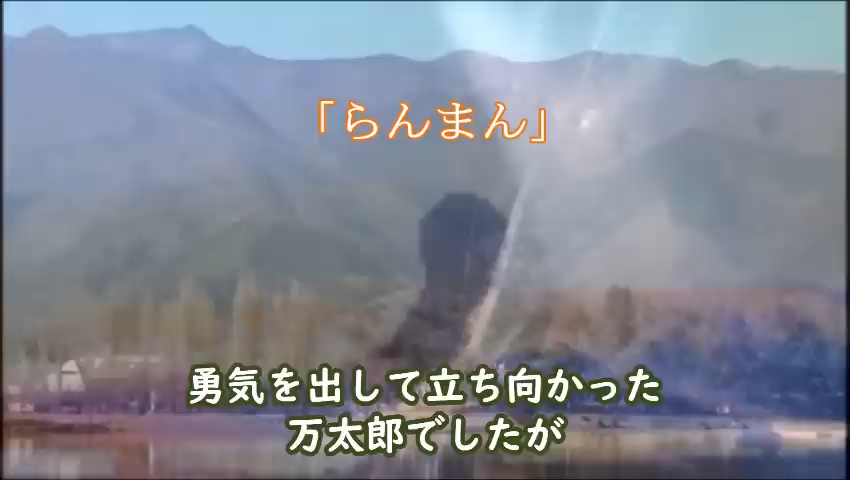 「らんまん」
勇気を出して立ち向かった
万太郎でしたが